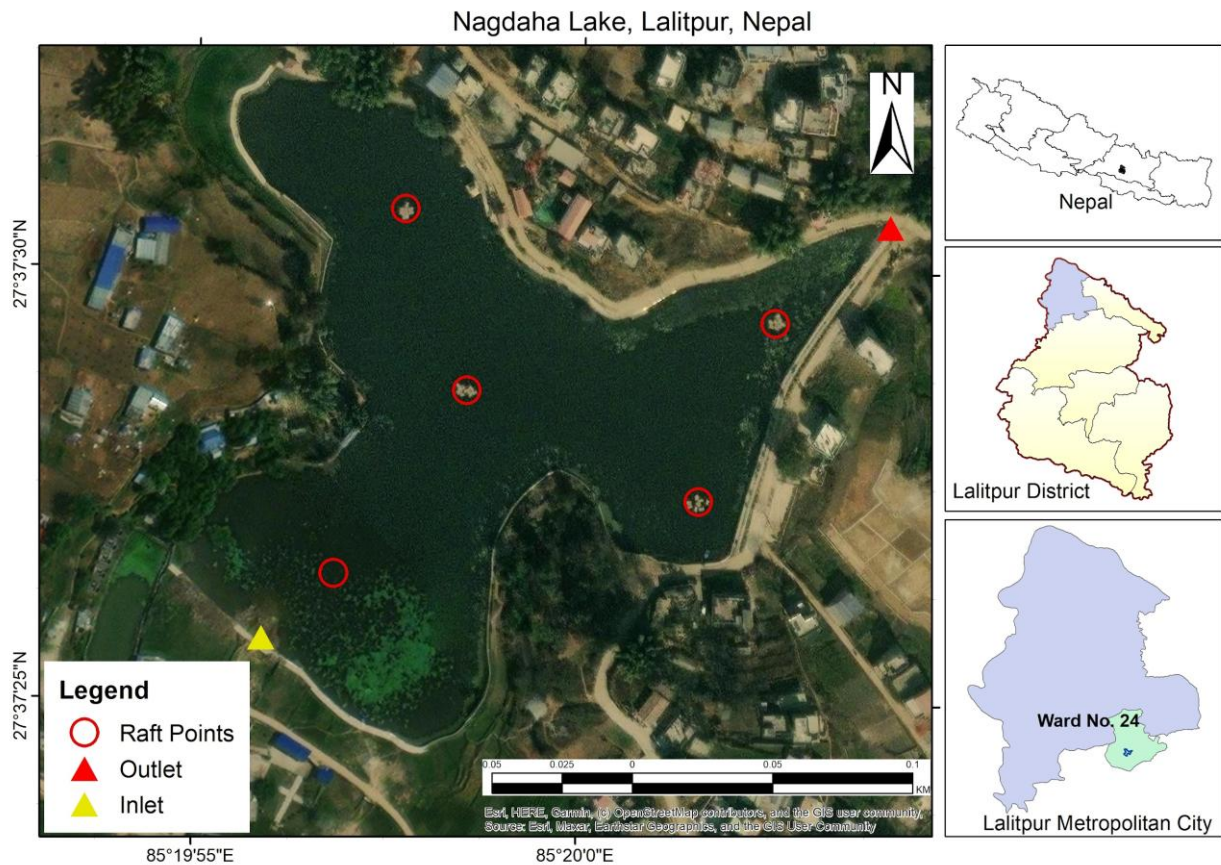 Nagdaha Lake, Lalitpur, Nepal
N
27°37'30"N
27°37'25"N
85°19'55"E
85°20'0"E
Legend
Raft Points
Outlet
Inlet
0.05 0.025 0 0.05 0.1
KM
Esri, HERE, Garmin, (c) OpenStreetMap contributors, and the GIS user community,
Source: Esri, Maxar, Earthstar Geographics, and the GIS User Community
Nepal
Lalitpur District
Ward No. 24
Lalitpur Metropolitan City